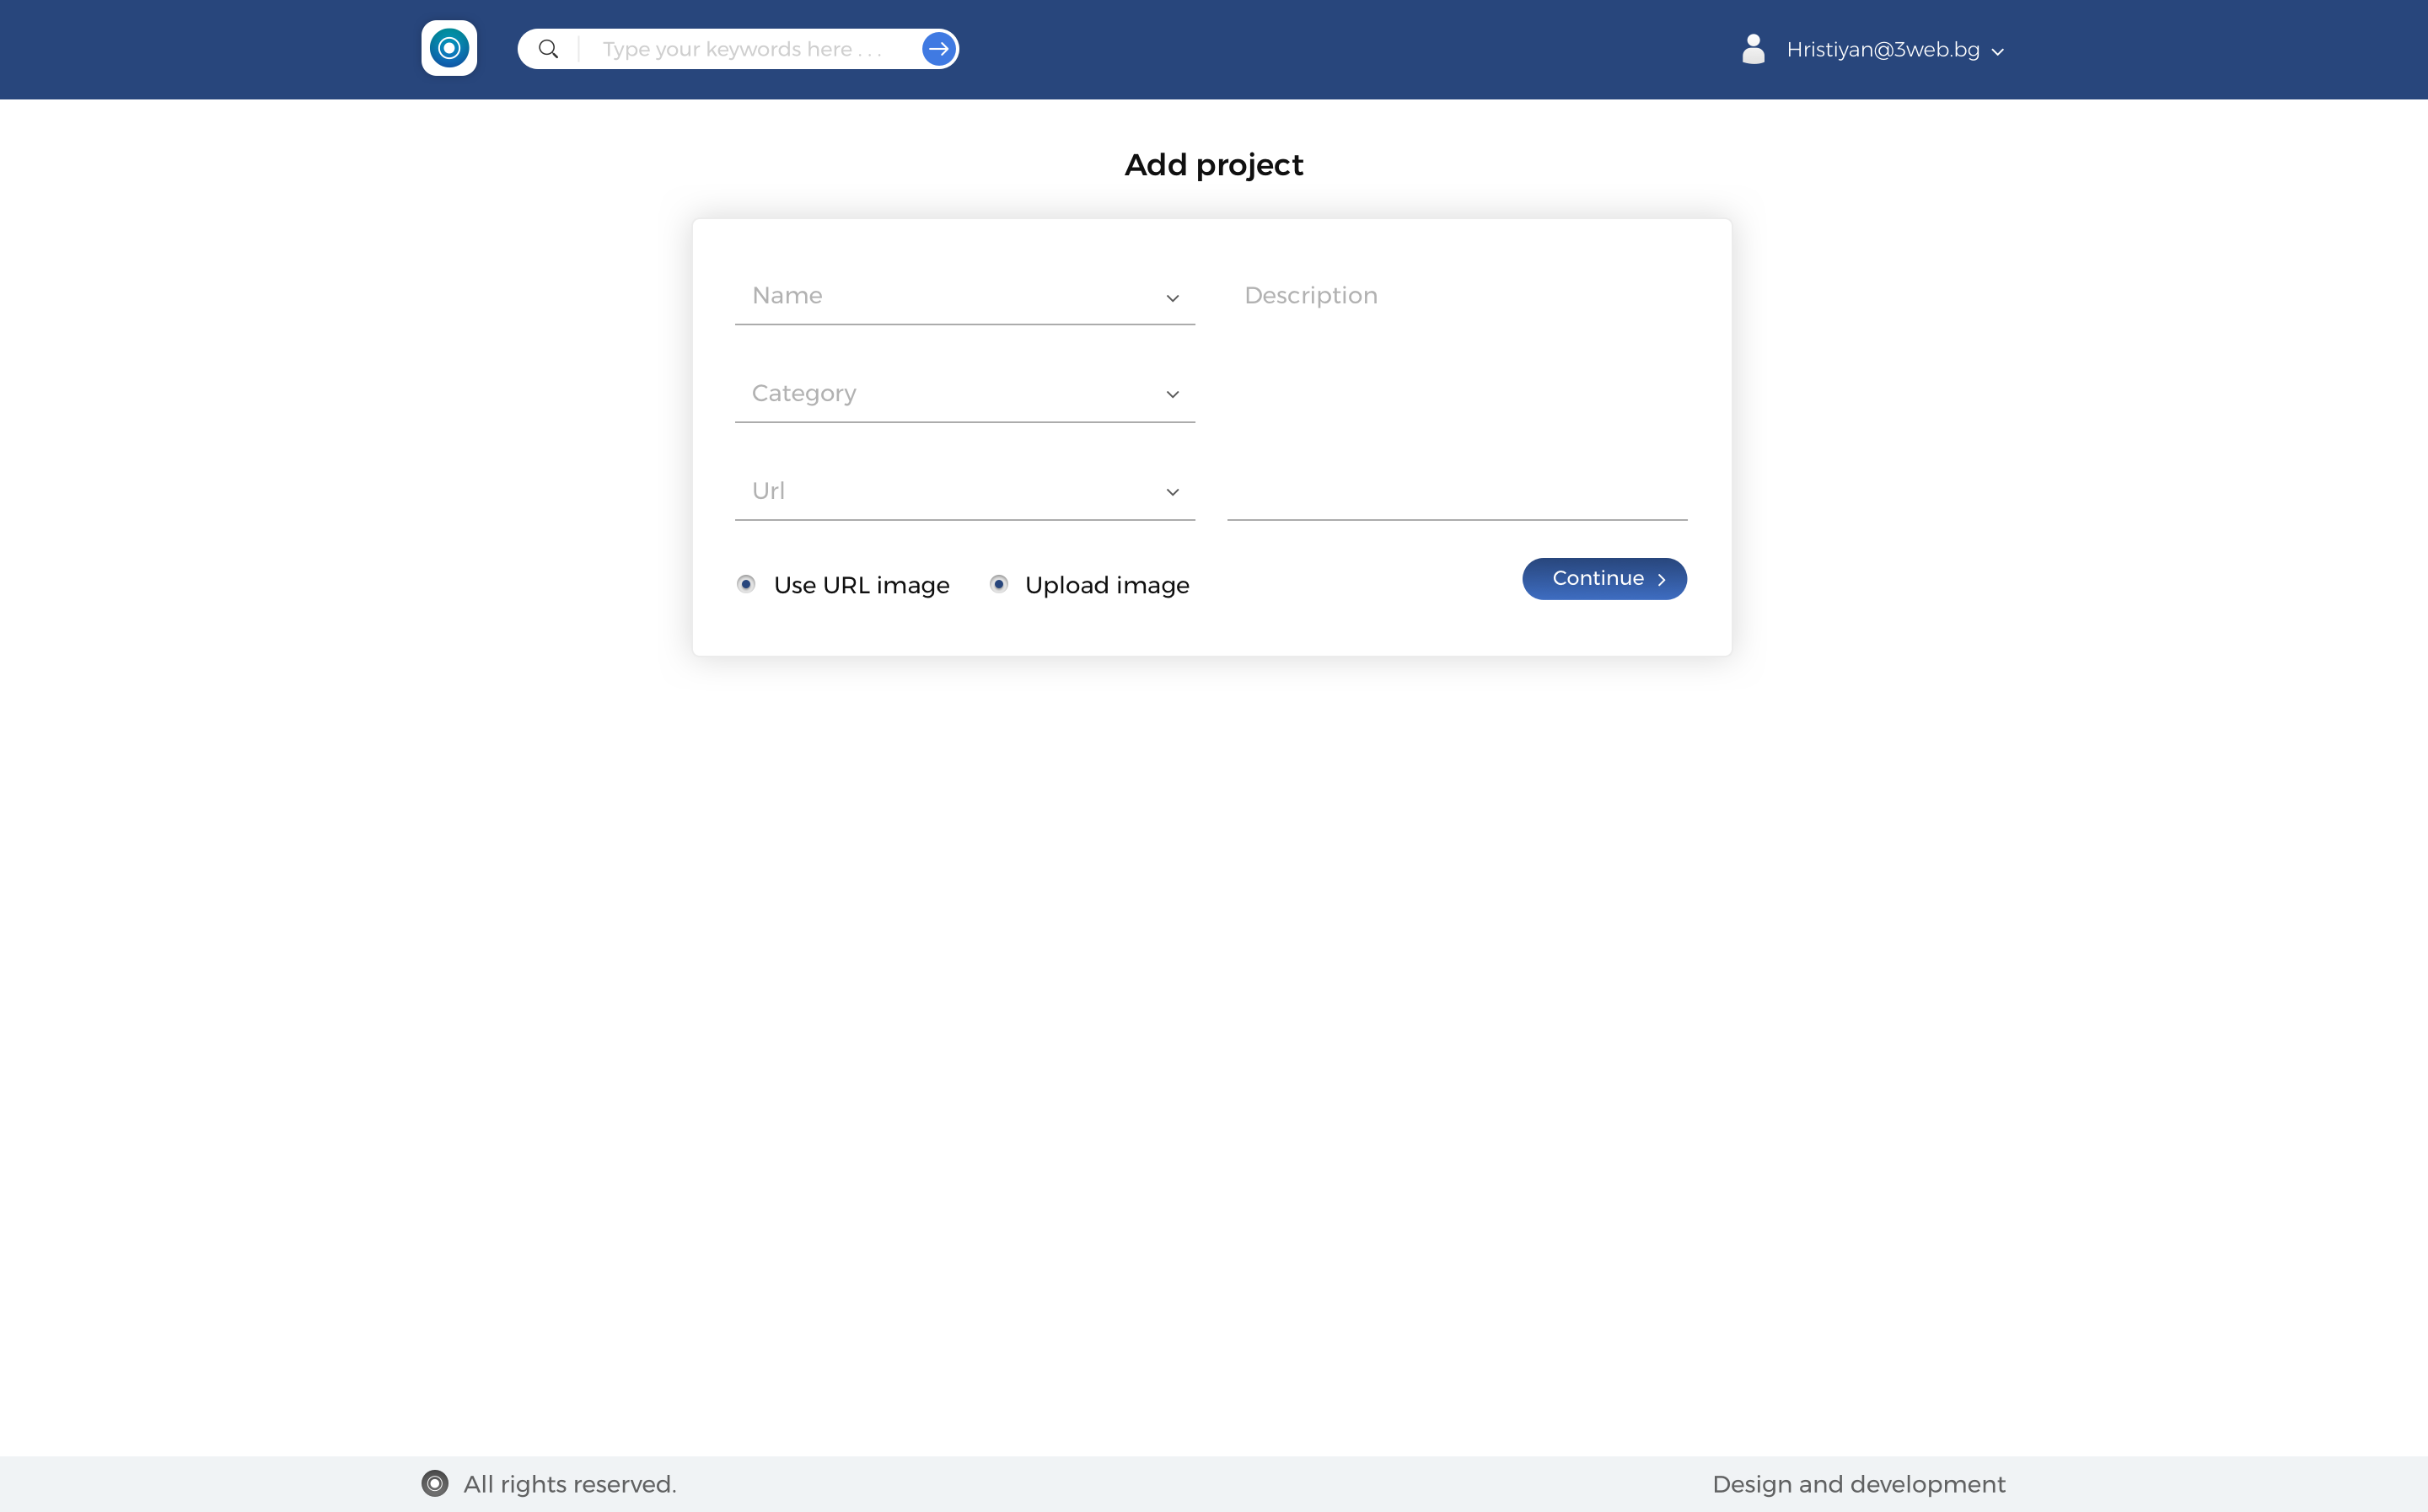 Type your keywords here . . .
Hristiyan@3web.bg
Add project
Name
Description
Category
Url
Use URL image
Upload image
Continue
All rights reserved.
Design and development